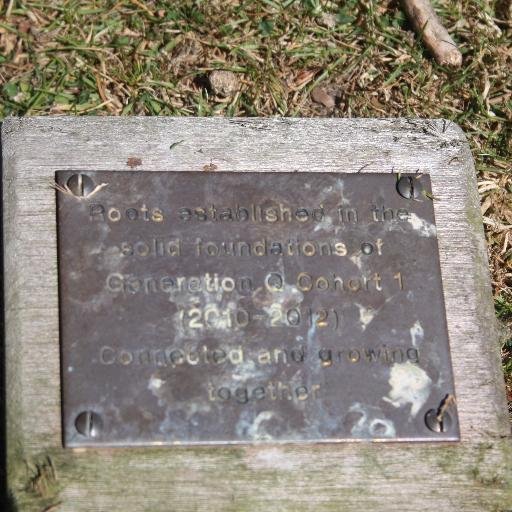 Roots established in the
solid foundations of
Generation Q Cohort 1
(2010-2012)
Connected and growing
together